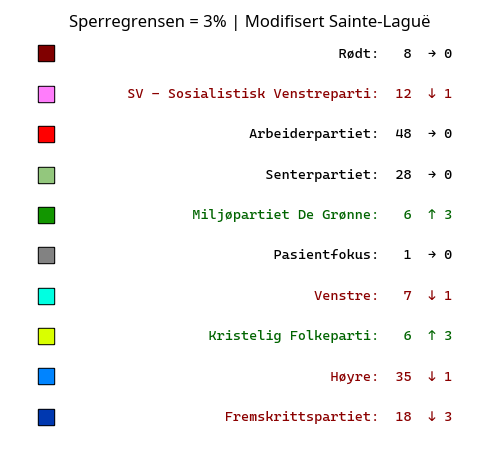 Sperregrensen = 3% | Modifisert Sainte-Laguë
Rødt: 8 → 0
SV – Sosialistisk Venstreparti: 12 ↓ 1
Arbeiderpartiet: 48 → 0
Senterpartiet: 28 → 0
Miljøpartiet De Grønne: 6 ↑ 3
Pasientfokus: 1 → 0
Venstre: 7 ↓ 1
Kristelig Folkeparti: 6 ↑ 3
Høyre: 35 ↓ 1
Fremskrittspartiet: 18 ↓ 3